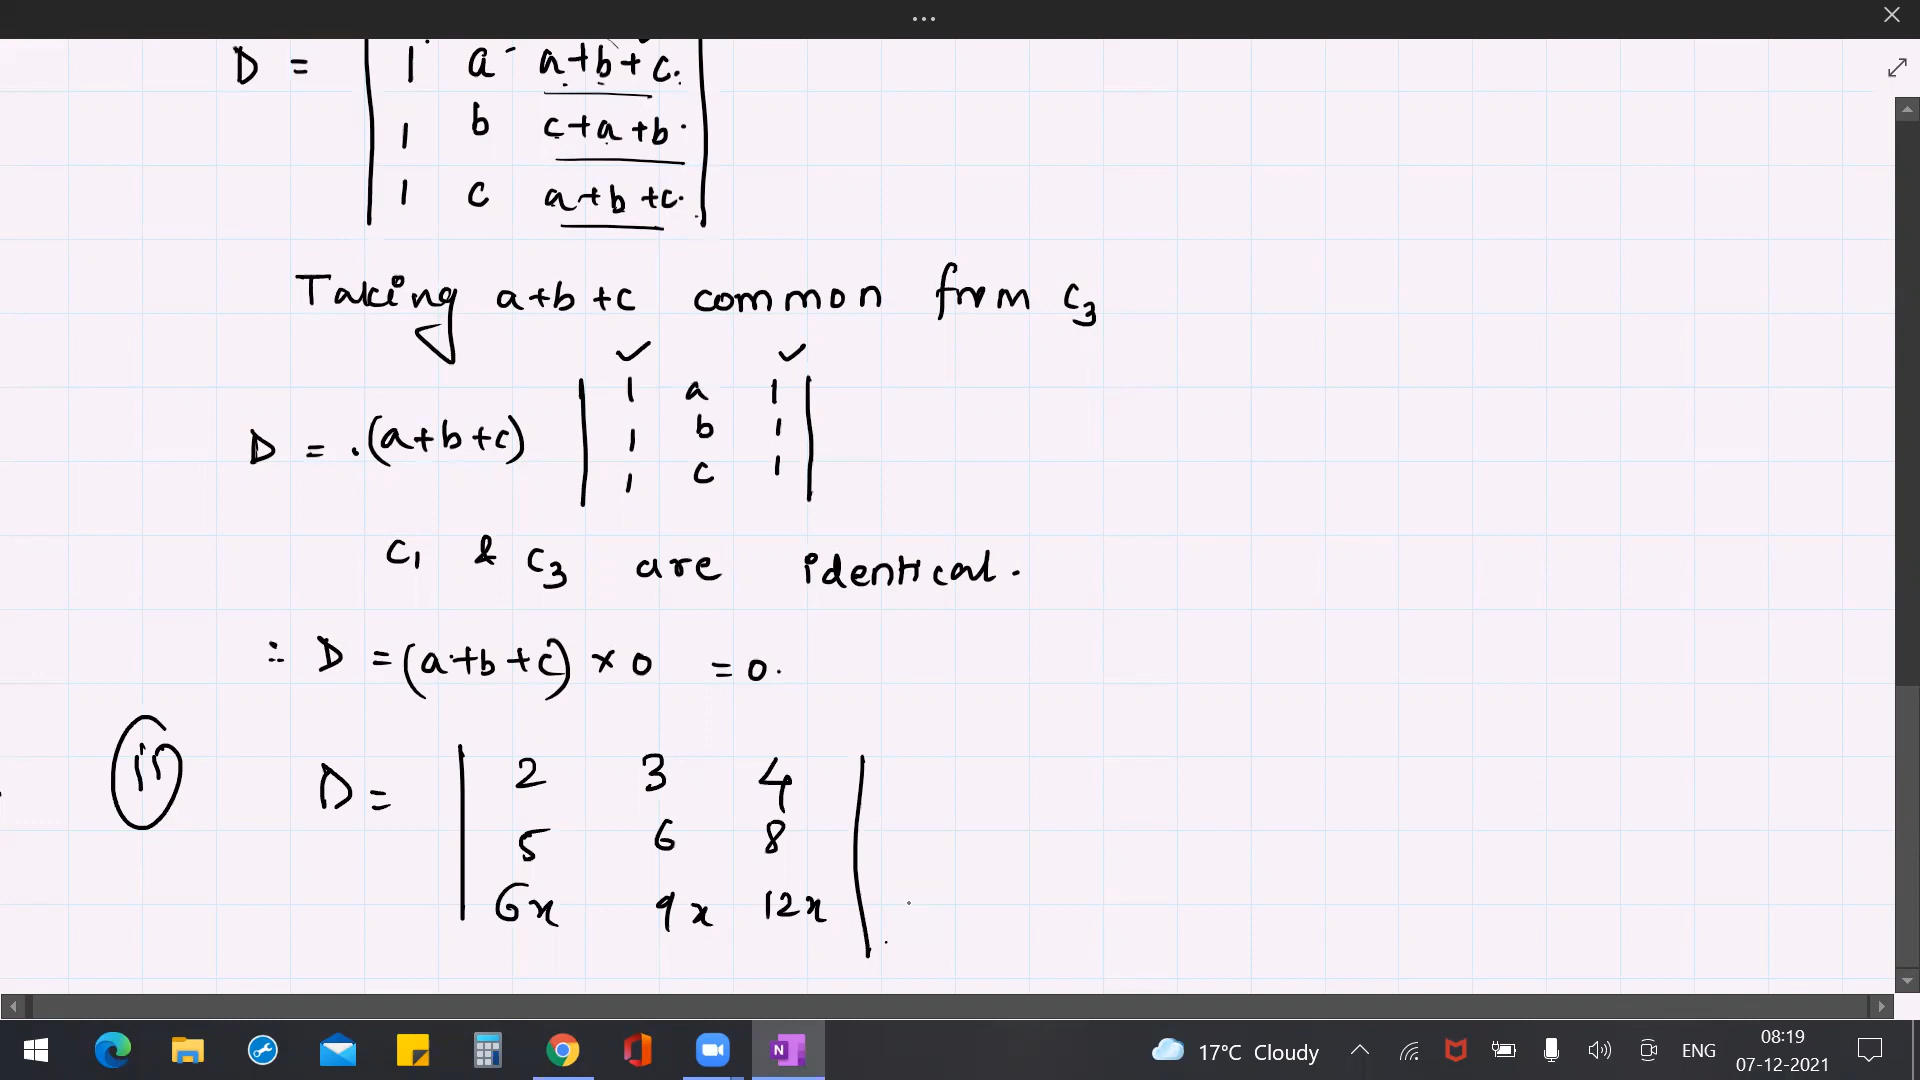 D = | 1 a a+b+c. |
| 1 b c+a+b. |
| 1 c a+b+c. |
Taking a+b+c common from C3
D = .(a+b+c) | 1 a 1 |
| 1 b 1 |
| 1 c 1 |
C1 & C3 are identical.
∴ D = (a+b+c) × 0 = 0.
D = | 2 3 4 |
| 5 6 8 |
| 6x 9x 12x |
17°C Cloudy
ENG
08:19
07-12-2021